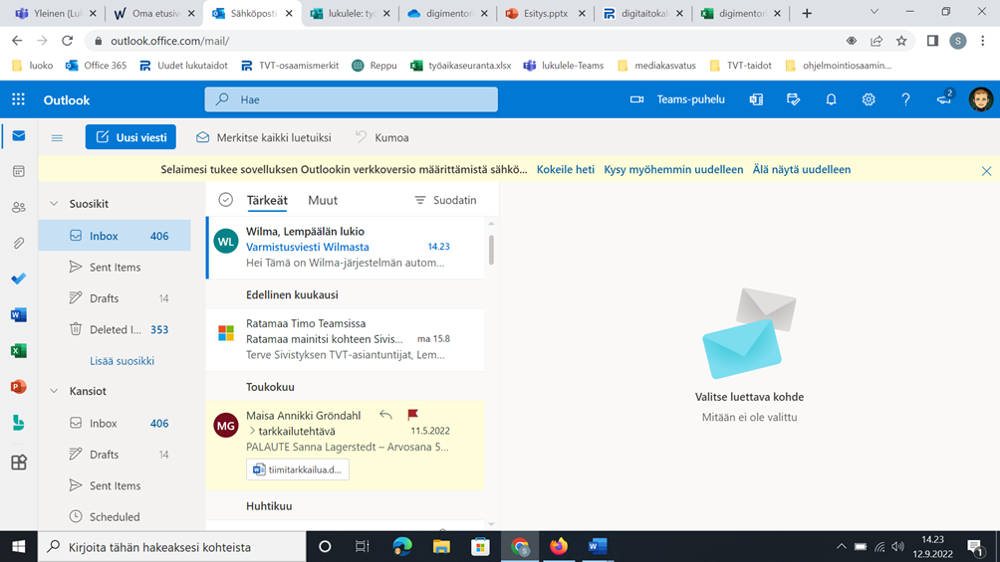 Yleinen (Lu
Oma etusiv
Sähköposti
lukulele: työ
digimentor
Esitys.pptx
digitaitokal
digimentor
outlook.office.com/mail/
S
luoko
Office 365
Uudet lukutaidot
TVT-osaamismerkit
Reppu
työaikaseuranta.xlsx
lukulele-Teams
mediakasvatus
TVT-taidot
ohjelmointiosaamin...
Outlook
Hae
Teams-puhelu
2
Uusi viesti
Merkitse kaikki luetuiksi
Kumoa
Selaimesi tukee sovelluksen Outlookin verkkoversio määrittämistä sähkö...
Kokeile heti
Kysy myöhemmin uudelleen
Älä näytä uudelleen
Suosikit
Inbox 406
Sent Items
Drafts 14
Deleted I... 353
Lisää suosikki
Kansiot
Inbox 406
Drafts 14
Sent Items
Scheduled
Tärkeät
Muut
Suodatin
WL
Wilma, Lempäälän lukio
Varmistusviesti Wilmasta 14.23
Hei Tämä on Wilma-järjestelmän autom...
Edellinen kuukausi
Ratamaa Timo Teamsissa
Ratamaa mainitsi kohteen Sivis... ma 15.8
Terve Sivistyksen TVT-asiantuntijat, Lem...
Toukokuu
MG
Maisa Annikki Gröndahl
> tarkkailutehtävä 11.5.2022
PALAUTE Sanna Lagerstedt – Arvosana 5...
tiimitarkkailua.d...
Huhtikuu
Valitse luettava kohde
Mitään ei ole valittu
Kirjoita tähän hakeaksesi kohteista
14.23
12.9.2022
1